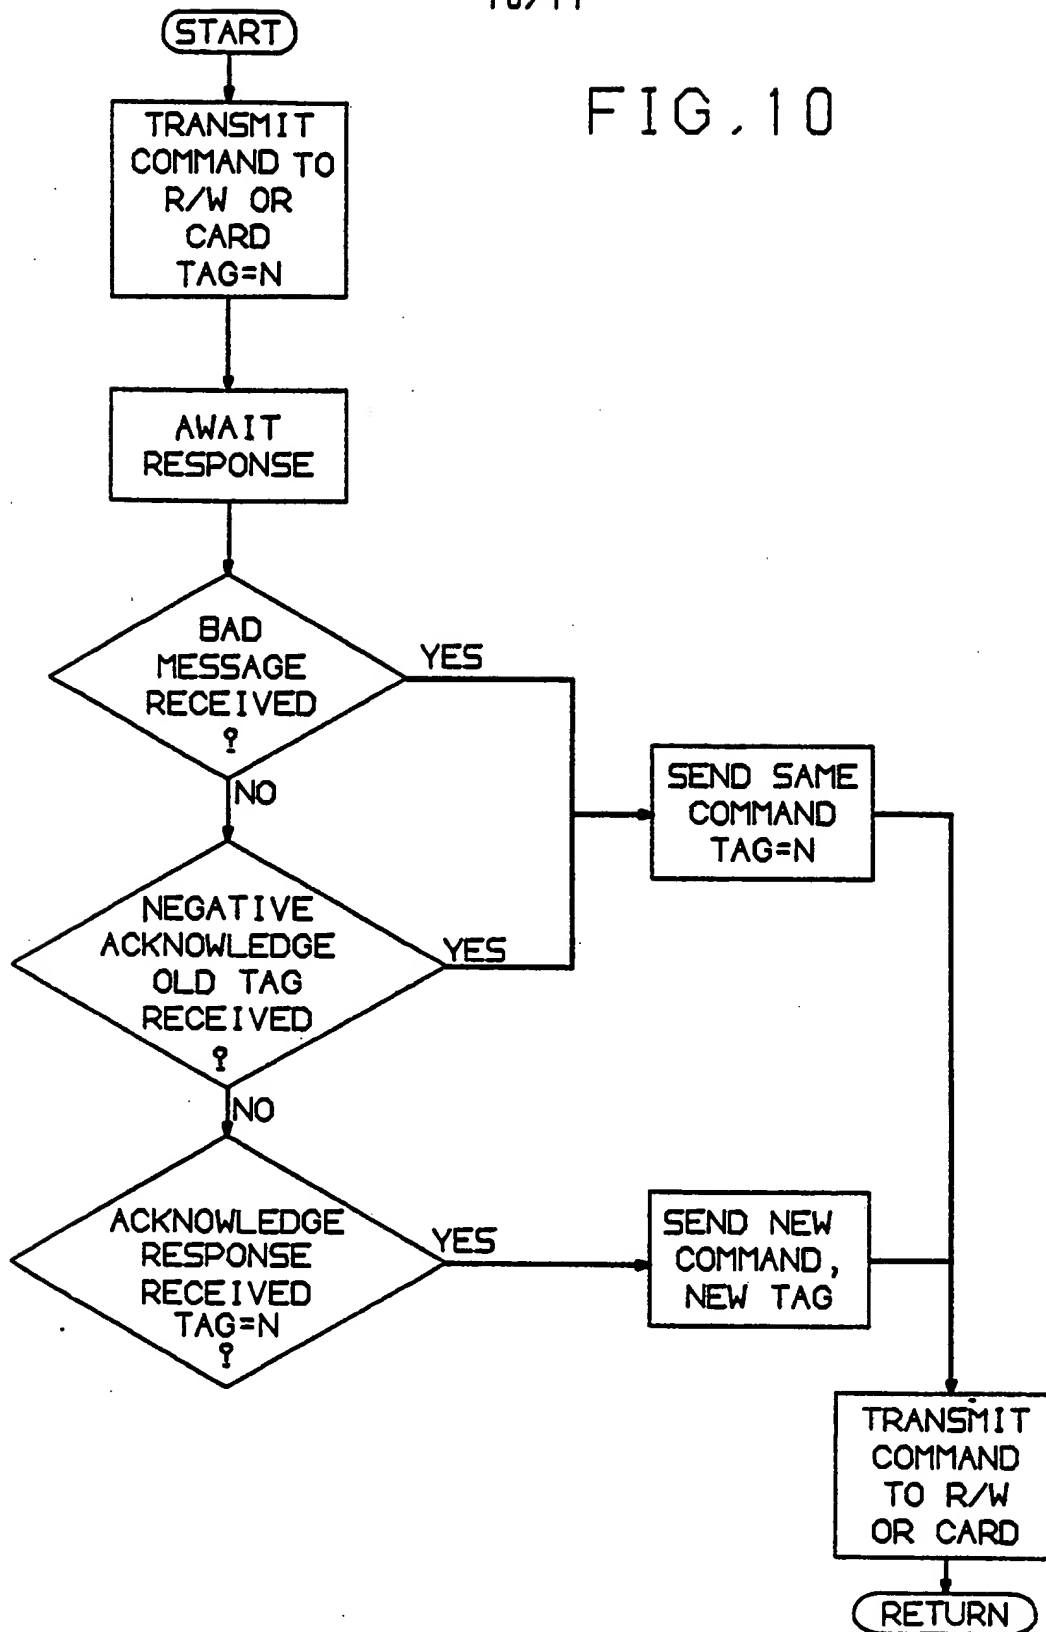 START
FIG.10
TRANSMIT
COMMAND TO
R/W OR
CARD
TAG=N
AWAIT
RESPONSE
BAD
MESSAGE
RECEIVED
?
YES
NO
SEND SAME
COMMAND
TAG=N
NEGATIVE
ACKNOWLEDGE
OLD TAG
RECEIVED
?
YES
NO
ACKNOWLEDGE
RESPONSE
RECEIVED
TAG=N
?
YES
SEND NEW
COMMAND,
NEW TAG
TRANSMIT
COMMAND
TO R/W
OR CARD
RETURN